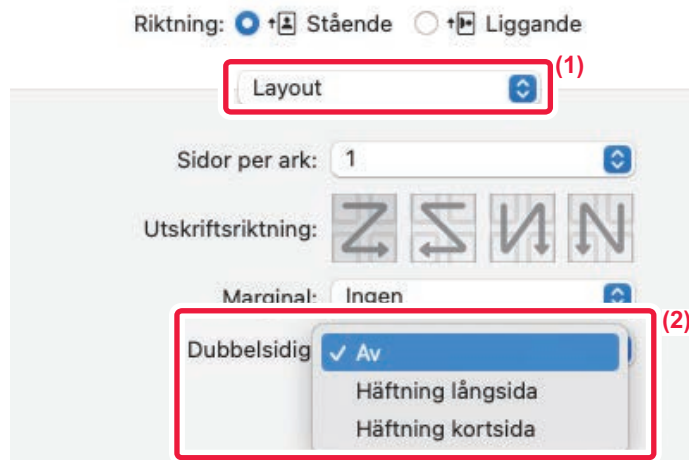 Riktning: Stående Liggande
(1)
Layout
Sidor per ark: 1
Utskriftsriktning:
Marginal: Ingen
(2)
Dubbelsidig ✓ Av
Häftning långsida
Häftning kortsida